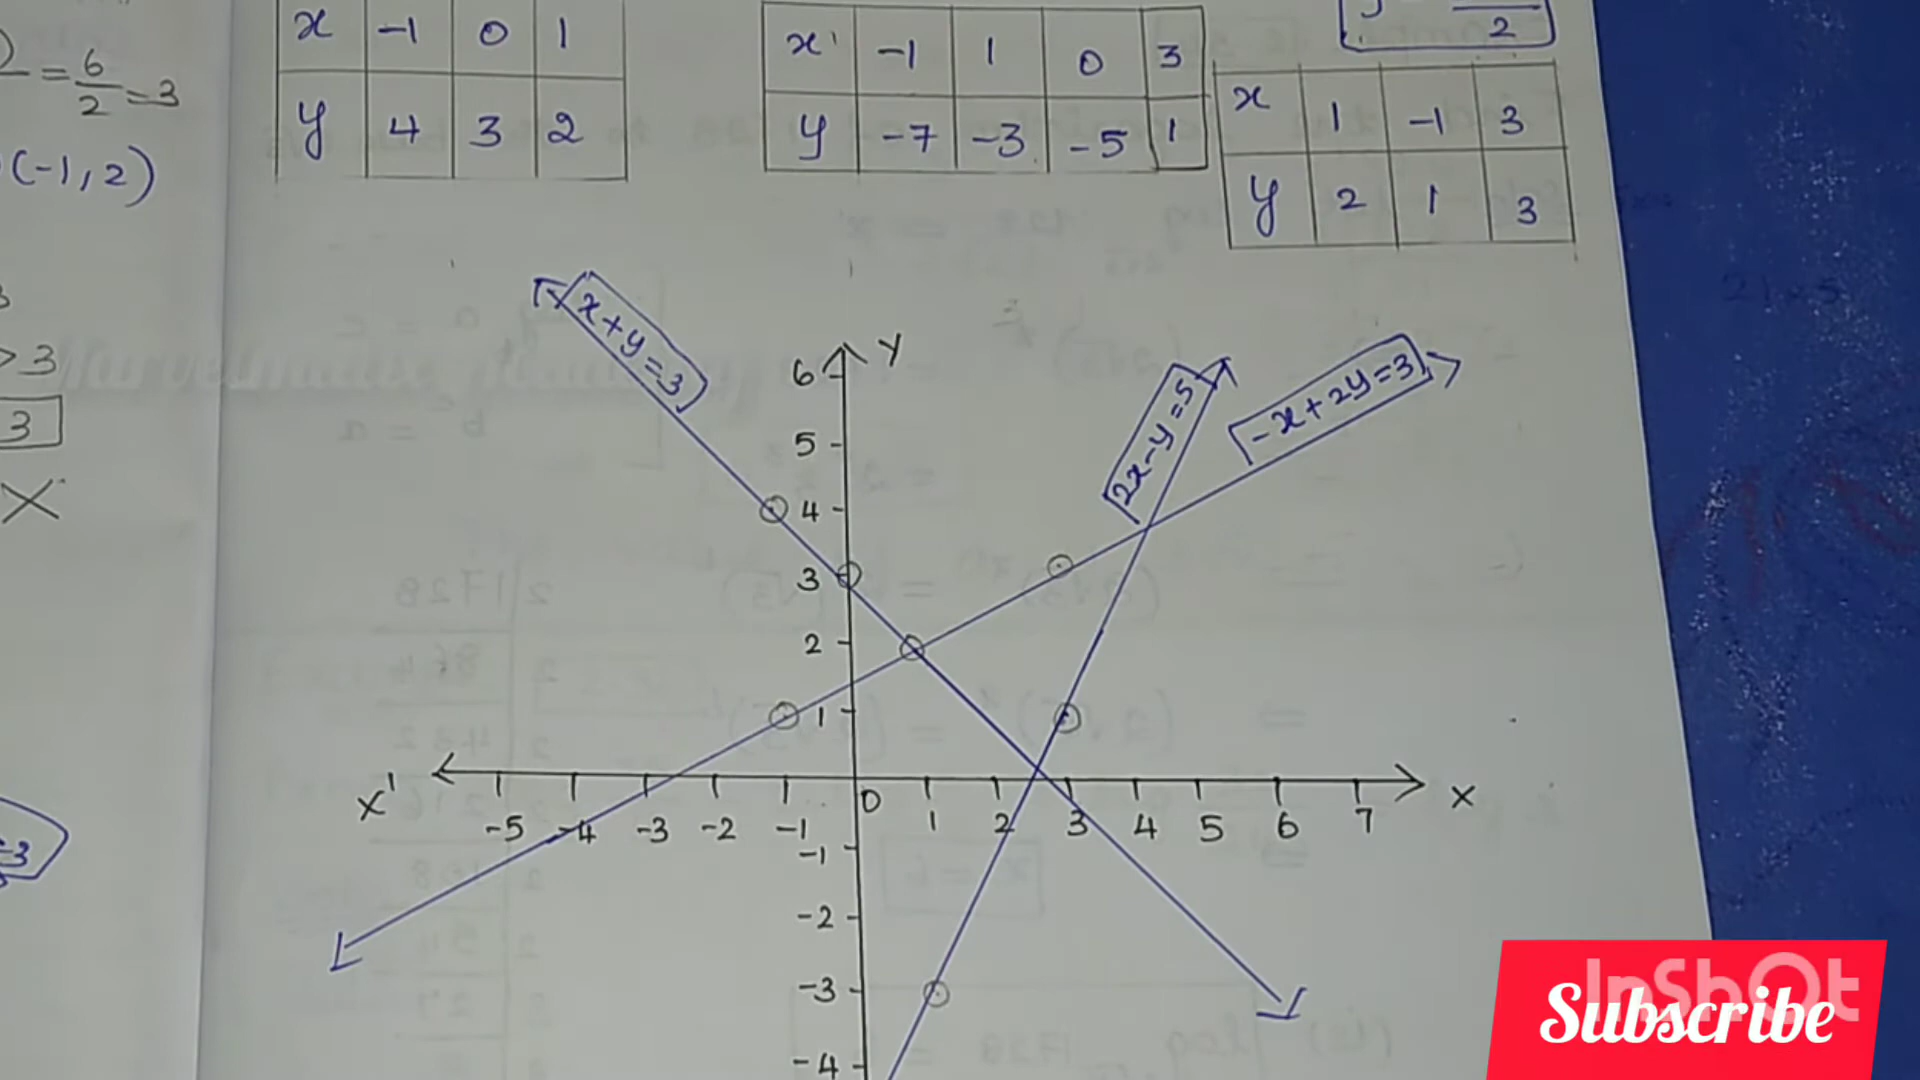 = 6/2 = 3
(-1, 2)
> 3
3
X
=3
x -1 0 1
y 4 3 2
x -1 1 0 3
y -7 -3 -5 1
2
x 1 -1 3
y 2 1 3
x+y=3
2x-y=5
-x+2y=3
Y
6
5
4
3
2
1
X' X
-5 -4 -3 -2 -1 0 1 2 3 4 5 6 7
-1
-2
-3
-4
InShOt
Subscribe